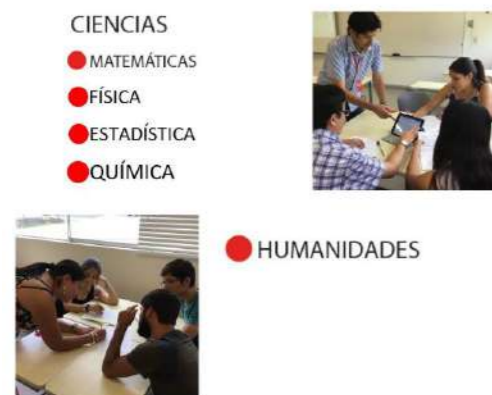 CIENCIAS
MATEMÁTICAS
FÍSICA
ESTADÍSTICA
QUÍMICA
HUMANIDADES